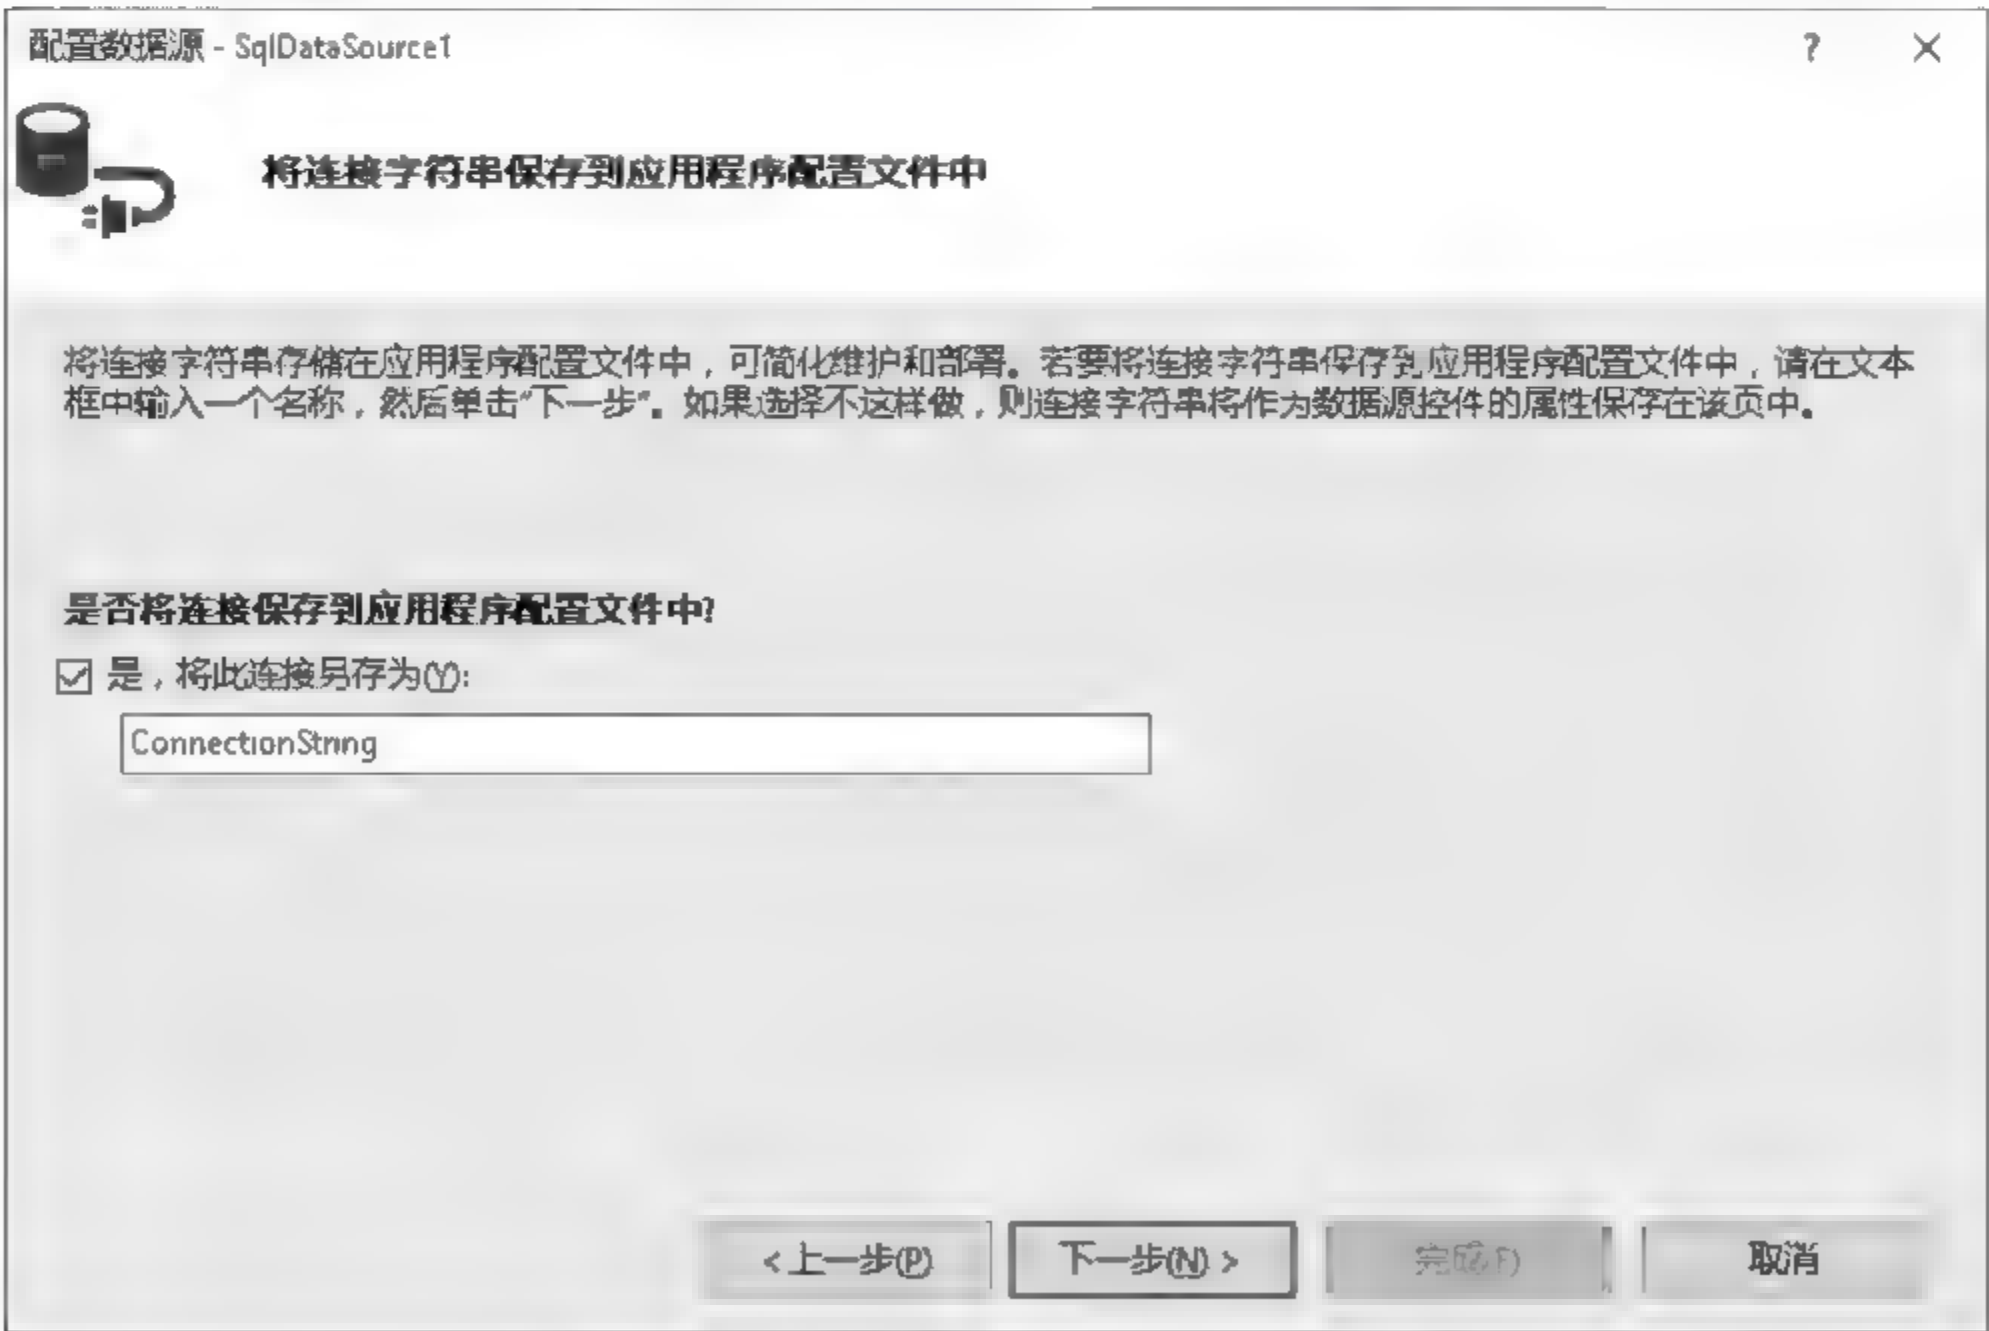 配置数据源 - SqlDataSource1
?
将连接字符串保存到应用程序配置文件中
将连接字符串存储在应用程序配置文件中，可简化维护和部署。若要将连接字符串保存到应用程序配置文件中，请在文本
框中输入一个名称，然后单击“下一步”。如果选择不这样做，则连接字符串将作为数据源控件的属性保存在该页中。
是否将连接保存到应用程序配置文件中?
是，将此连接另存为(Y):
ConnectionString
< 上一步(P)
下一步(N) >
完成(F)
取消